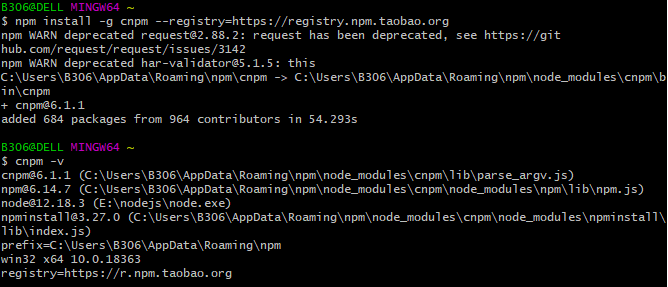 B306@DELL MINGW64 ~
$ npm install -g cnpm --registry=https://registry.npm.taobao.org
npm WARN deprecated request@2.88.2: request has been deprecated, see https://git
hub.com/request/request/issues/3142
npm WARN deprecated har-validator@5.1.5: this
C:\Users\B306\AppData\Roaming\npm\cnpm -> C:\Users\B306\AppData\Roaming\npm\node_modules\cnpm\b
in\cnpm
+ cnpm@6.1.1
added 684 packages from 964 contributors in 54.293s
B306@DELL MINGW64 ~
$ cnpm -v
cnpm@6.1.1 (C:\Users\B306\AppData\Roaming\npm\node_modules\cnpm\lib\parse_argv.js)
npm@6.14.7 (C:\Users\B306\AppData\Roaming\npm\node_modules\cnpm\node_modules\npm\lib\npm.js)
node@12.18.3 (E:\nodejs\node.exe)
npminstall@3.27.0 (C:\Users\B306\AppData\Roaming\npm\node_modules\cnpm\node_modules\npminstall\
lib\index.js)
prefix=C:\Users\B306\AppData\Roaming\npm
win32 x64 10.0.18363
registry=https://r.npm.taobao.org